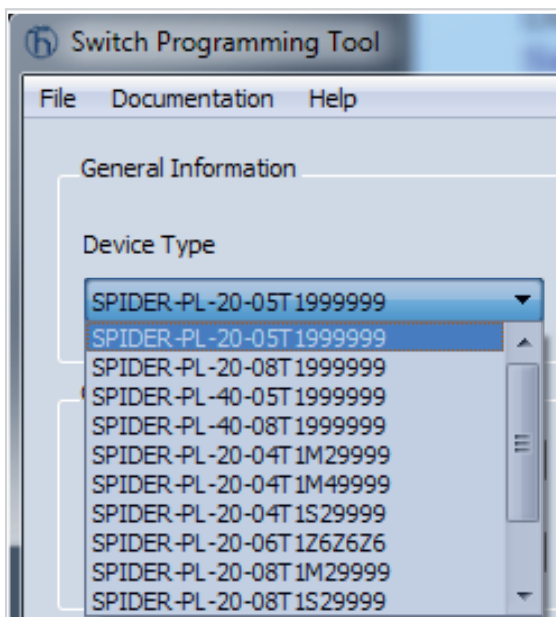 Switch Programming Tool
File Documentation Help
General Information
Device Type
SPIDER-PL-20-05T1999999
SPIDER-PL-20-05T1999999
SPIDER-PL-20-08T1999999
SPIDER-PL-40-05T1999999
SPIDER-PL-40-08T1999999
SPIDER-PL-20-04T1M29999
SPIDER-PL-20-04T1M49999
SPIDER-PL-20-04T1S29999
SPIDER-PL-20-06T1Z6Z6Z6
SPIDER-PL-20-08T1M29999
SPIDER-PL-20-08T1S29999